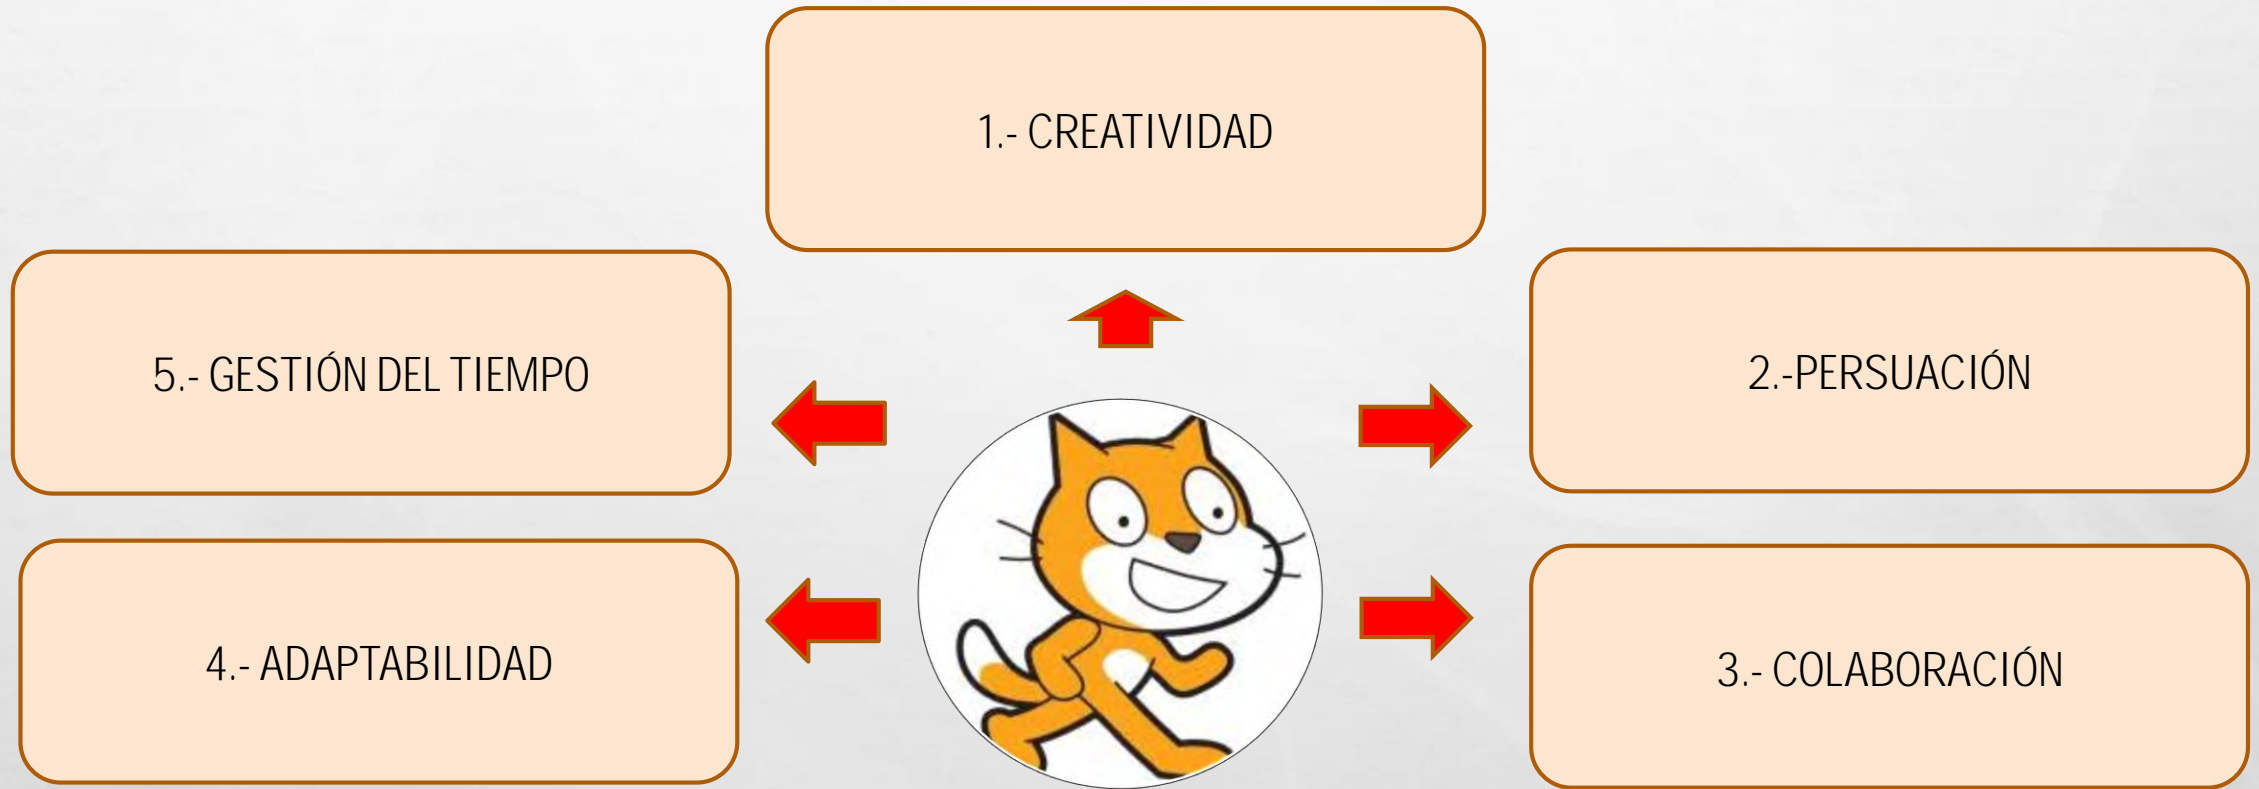 1.- CREATIVIDAD
5.- GESTIÓN DEL TIEMPO
2.-PERSUACIÓN
4.- ADAPTABILIDAD
3.- COLABORACIÓN